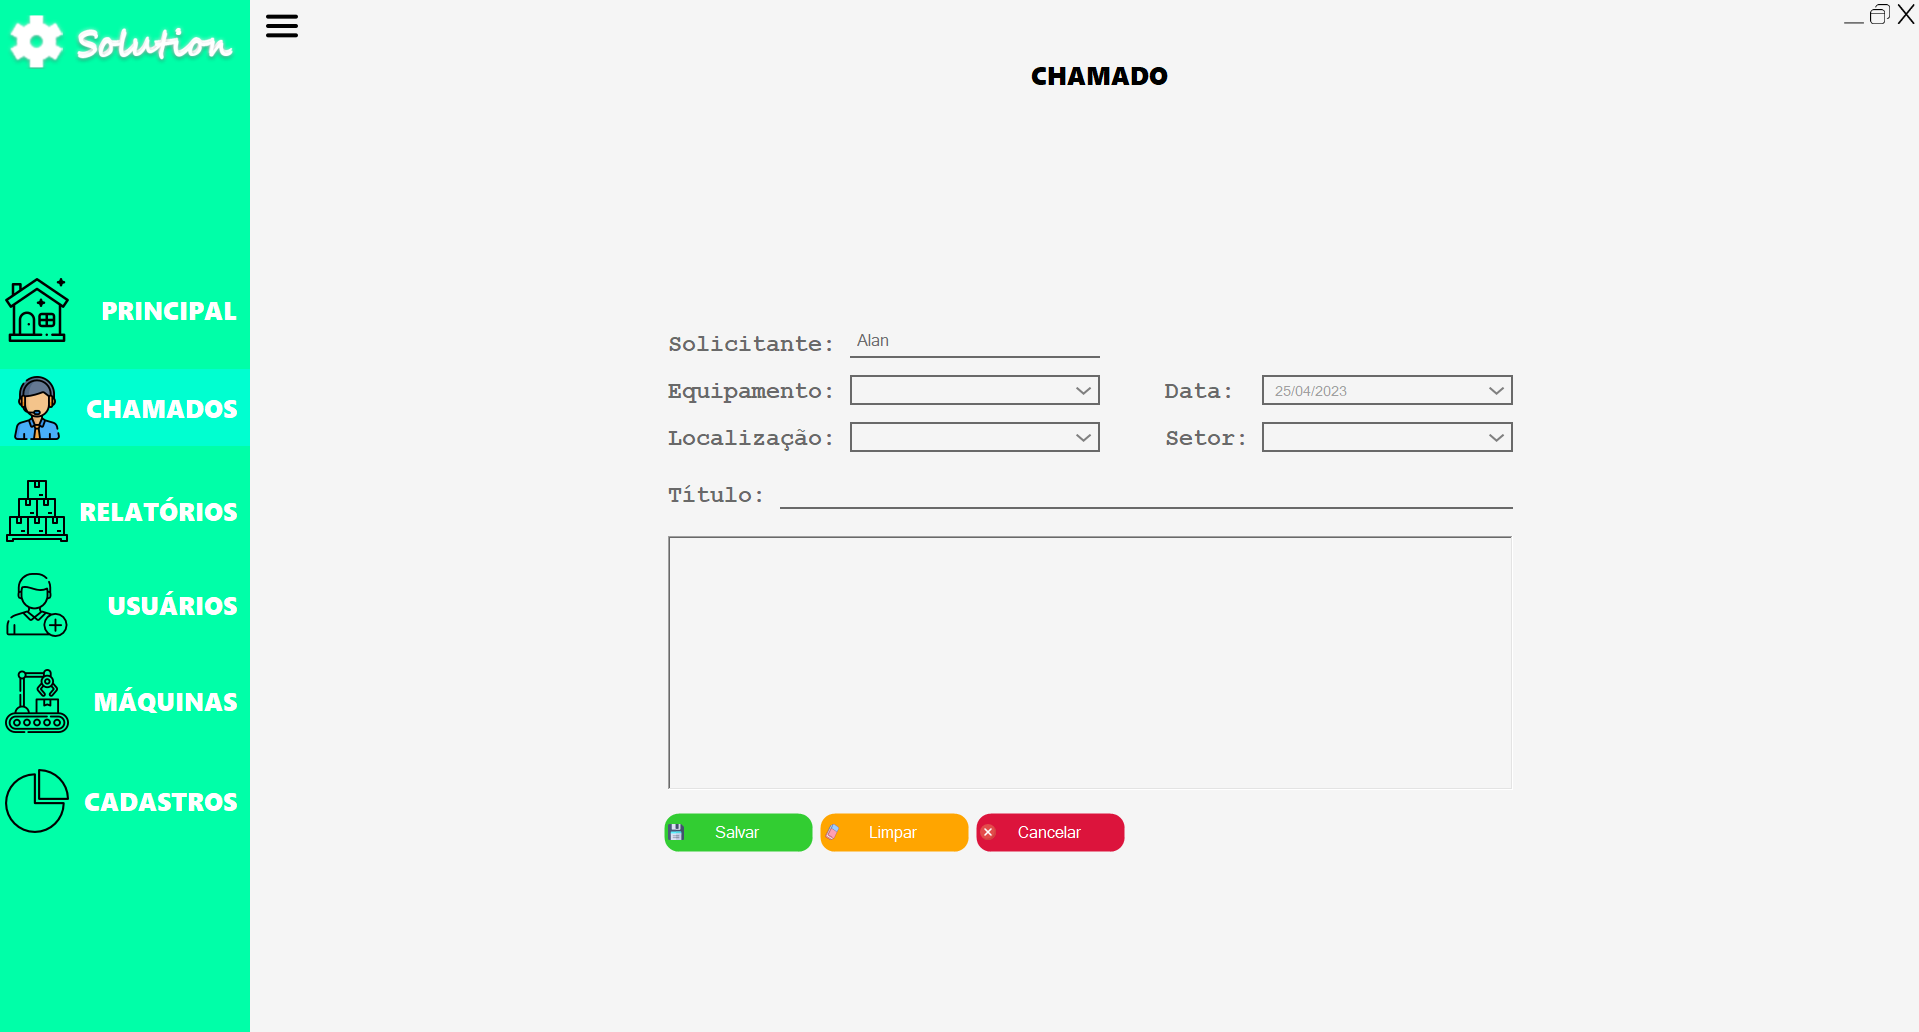 Solution
CHAMADO
PRINCIPAL
CHAMADOS
RELATÓRIOS
USUÁRIOS
MÁQUINAS
CADASTROS
Solicitante: Alan
Equipamento:
Data: 25/04/2023
Localização:
Setor:
Título:
Salvar
Limpar
Cancelar